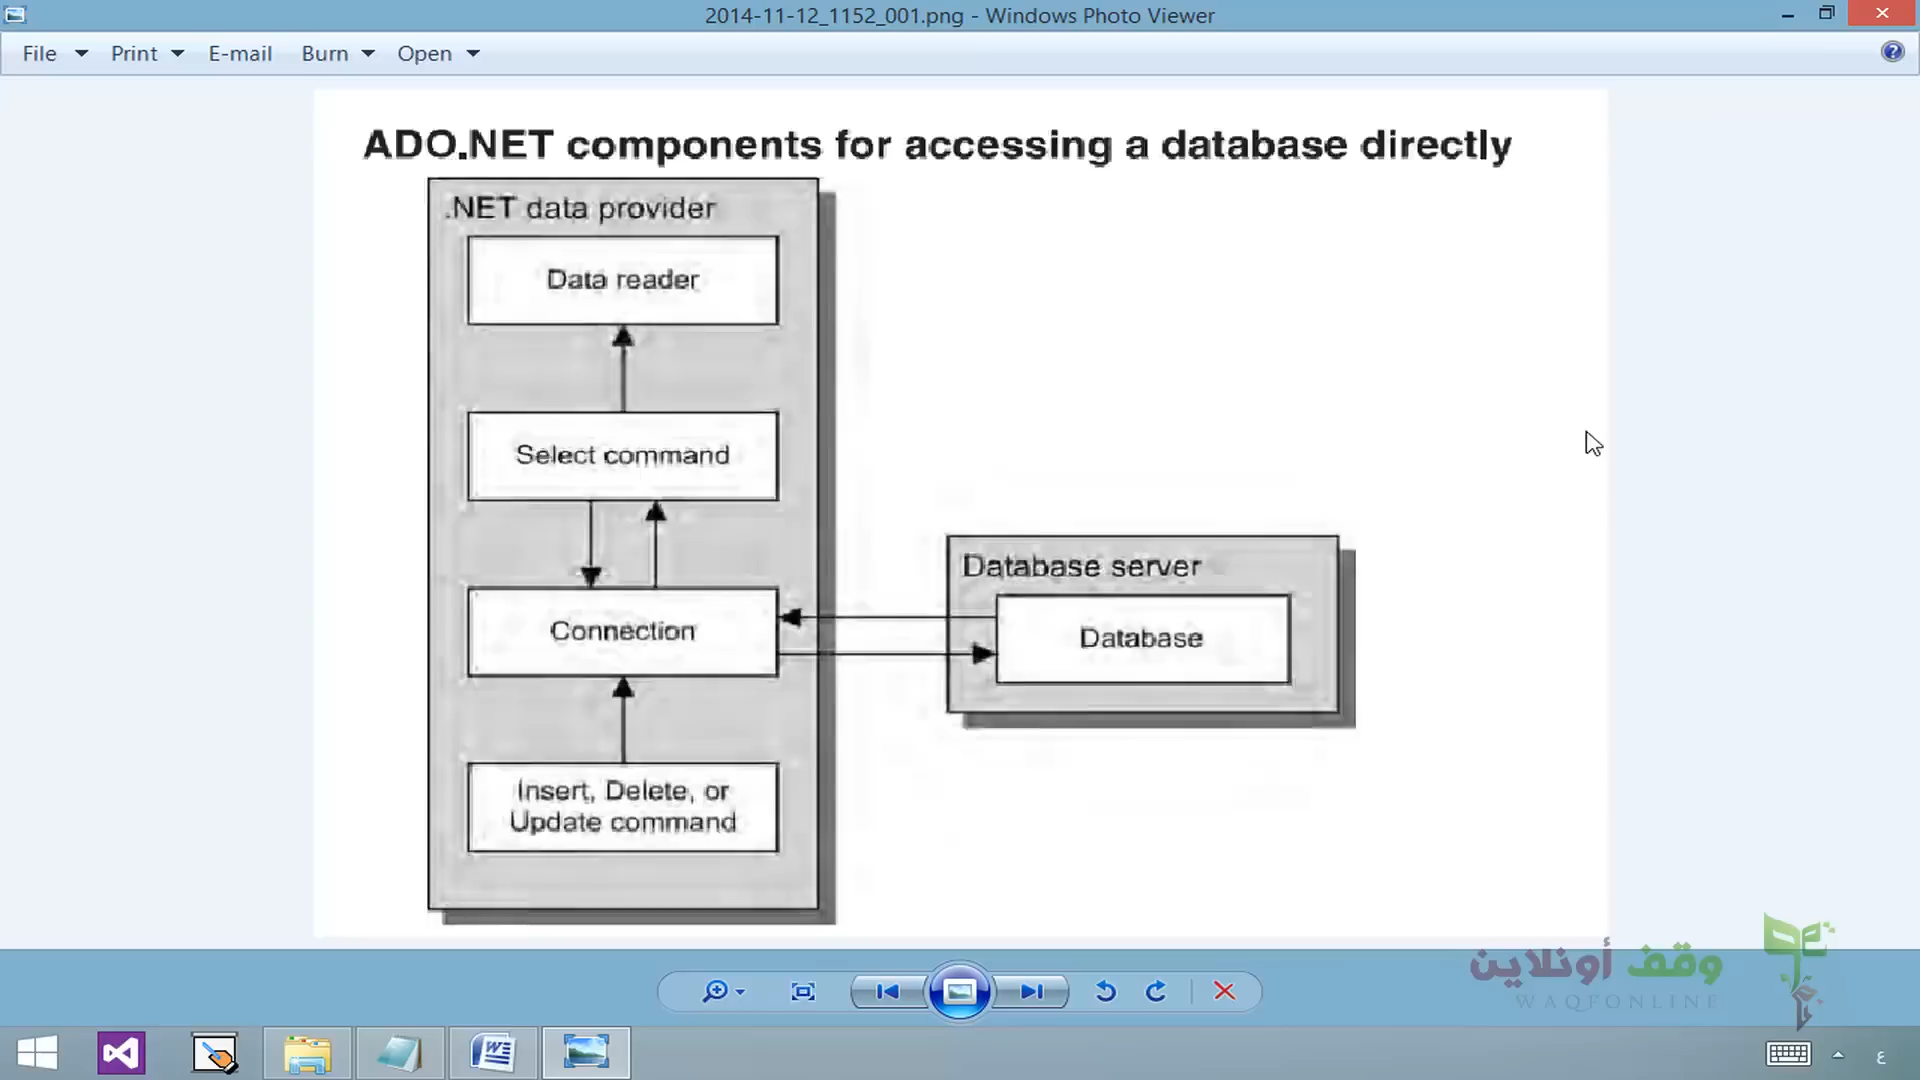 2014-11-12_1152_001.png - Windows Photo Viewer
File Print E-mail Burn Open
ADO.NET components for accessing a database directly
.NET data provider
Data reader
Select command
Connection
Insert, Delete, or
Update command
Database server
Database
وقف أونلاين
WAQFONLINE
ع